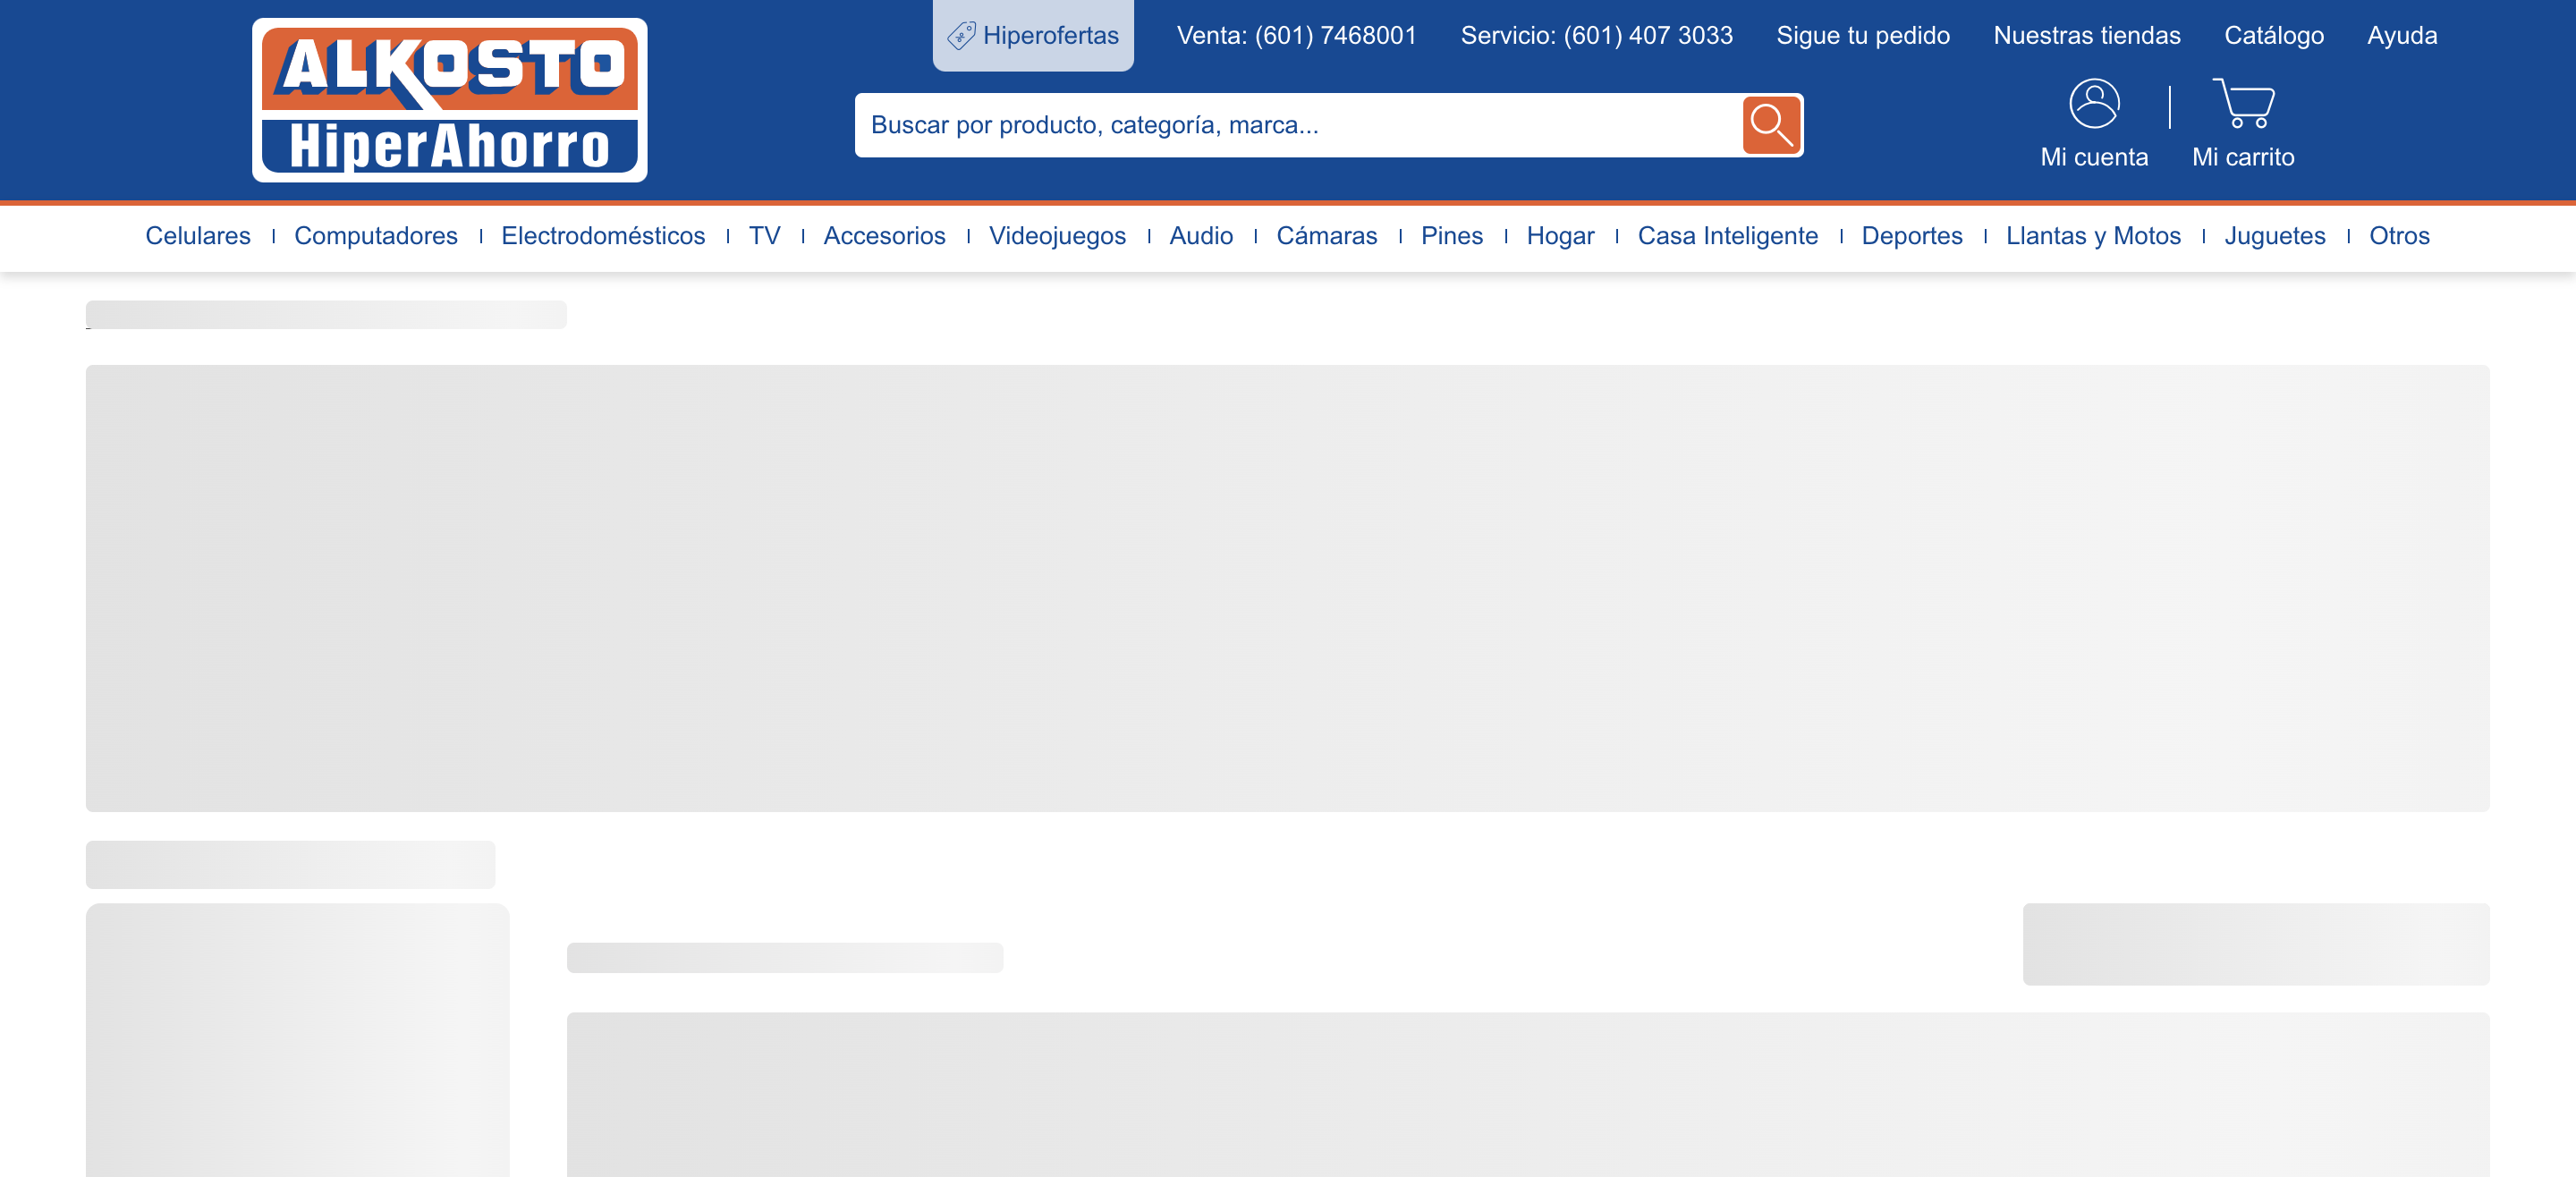 ALKOSTO
HiperAhorro
Hiperofertas
Venta: (601) 7468001
Servicio: (601) 407 3033
Sigue tu pedido
Nuestras tiendas
Catálogo
Ayuda
Buscar por producto, categoría, marca...
Mi cuenta
Mi carrito
Celulares
Computadores
Electrodomésticos
TV
Accesorios
Videojuegos
Audio
Cámaras
Pines
Hogar
Casa Inteligente
Deportes
Llantas y Motos
Juguetes
Otros